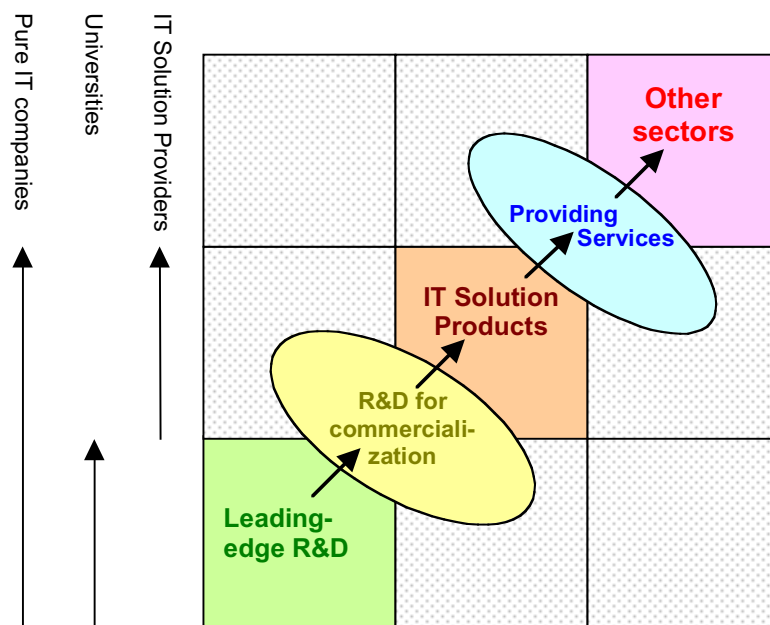 Pure IT companies
Universities
IT Solution Providers
Other
sectors
Providing
Services
IT Solution
Products
R&D for
commerciali-
zation
Leading-
edge R&D